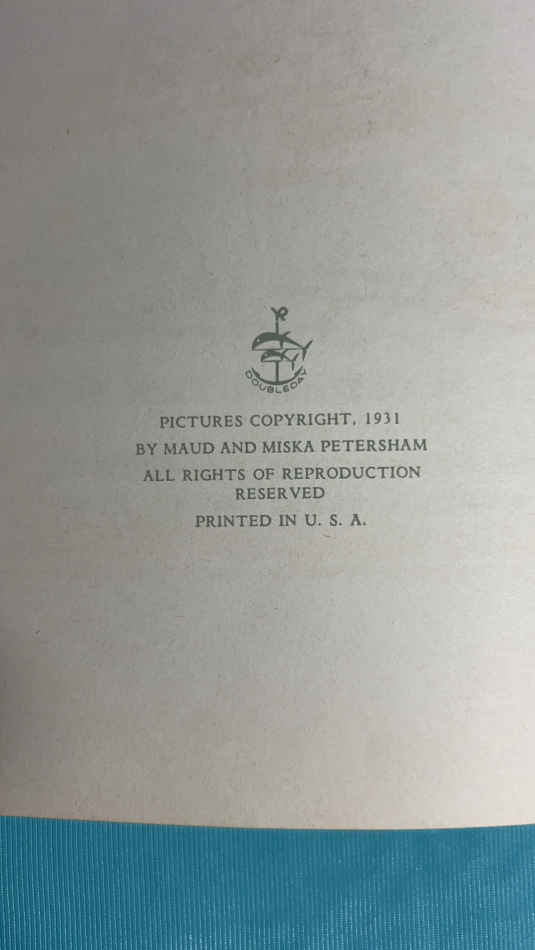 DOUBLEDAY
PICTURES COPYRIGHT, 1931
BY MAUD AND MISKA PETERSHAM
ALL RIGHTS OF REPRODUCTION
RESERVED
PRINTED IN U. S. A.